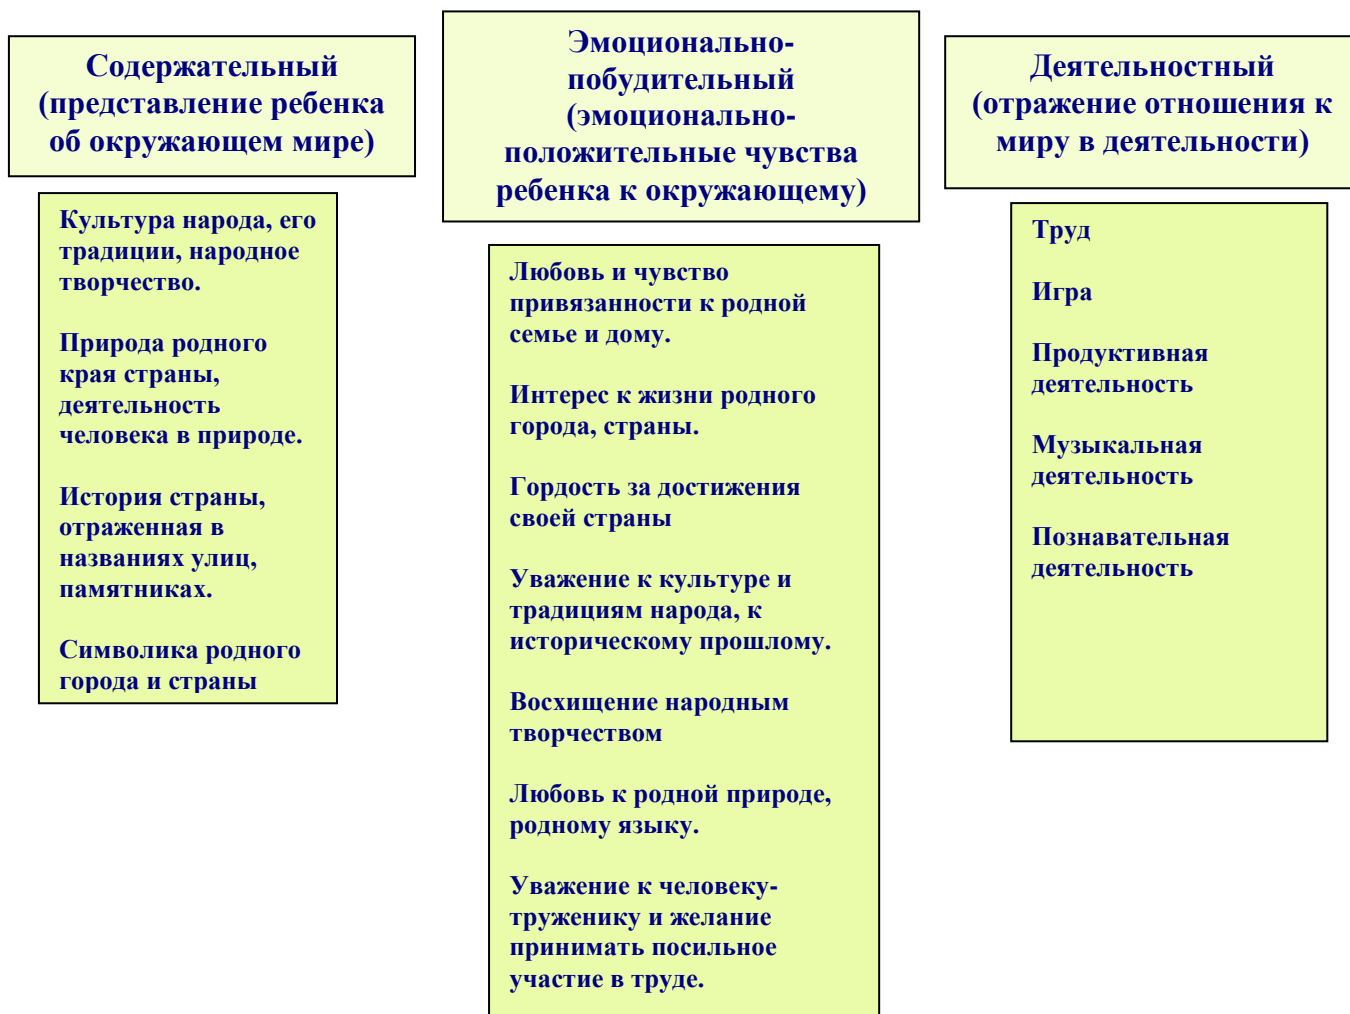 Содержательный
(представление ребенка
об окружающем мире)
Культура народа, его
традиции, народное
творчество.
Природа родного
края страны,
деятельность
человека в природе.
История страны,
отраженная в
названиях улиц,
памятниках.
Символика родного
города и страны
Эмоционально-
побудительный
(эмоционально-
положительные чувства
ребенка к окружающему)
Любовь и чувство
привязанности к родной
семье и дому.
Интерес к жизни родного
города, страны.
Гордость за достижения
своей страны
Уважение к культуре и
традициям народа, к
историческому прошлому.
Восхищение народным
творчеством
Любовь к родной природе,
родному языку.
Уважение к человеку-
труженику и желание
принимать посильное
участие в труде.
Деятельностный
(отражение отношения к
миру в деятельности)
Труд
Игра
Продуктивная
деятельность
Музыкальная
деятельность
Познавательная
деятельность